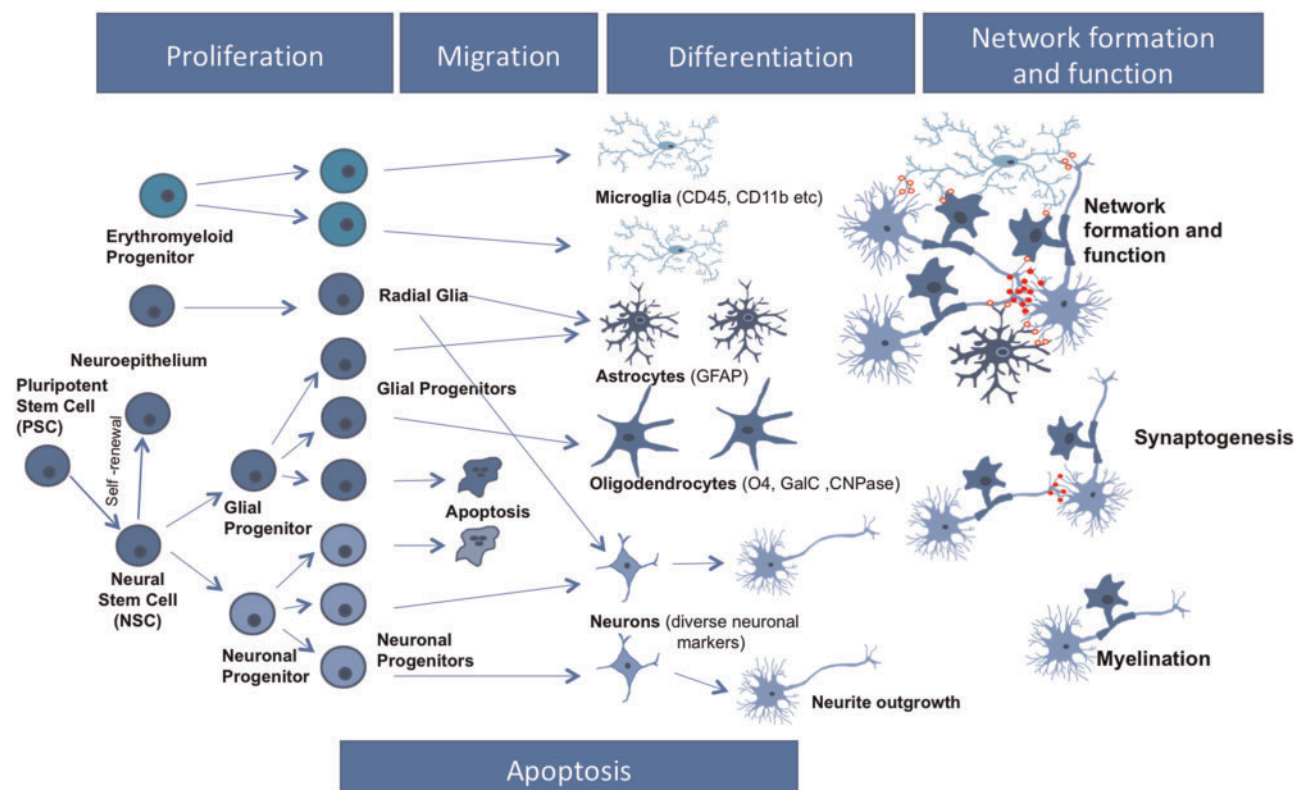 Proliferation
Migration
Differentiation
Network formation
and function
Erythromyeloid
Progenitor
Microglia (CD45, CD11b etc)
Network
formation and
function
Radial Glia
Neuroepithelium
Pluripotent
Stem Cell
(PSC)
Self -renewal
Glial Progenitors
Astrocytes (GFAP)
Glial
Progenitor
Apoptosis
Oligodendrocytes (O4, GalC ,CNPase)
Synaptogenesis
Neural
Stem Cell
(NSC)
Neuronal
Progenitor
Neuronal
Progenitors
Neurons (diverse neuronal
markers)
Neurite outgrowth
Myelination
Apoptosis